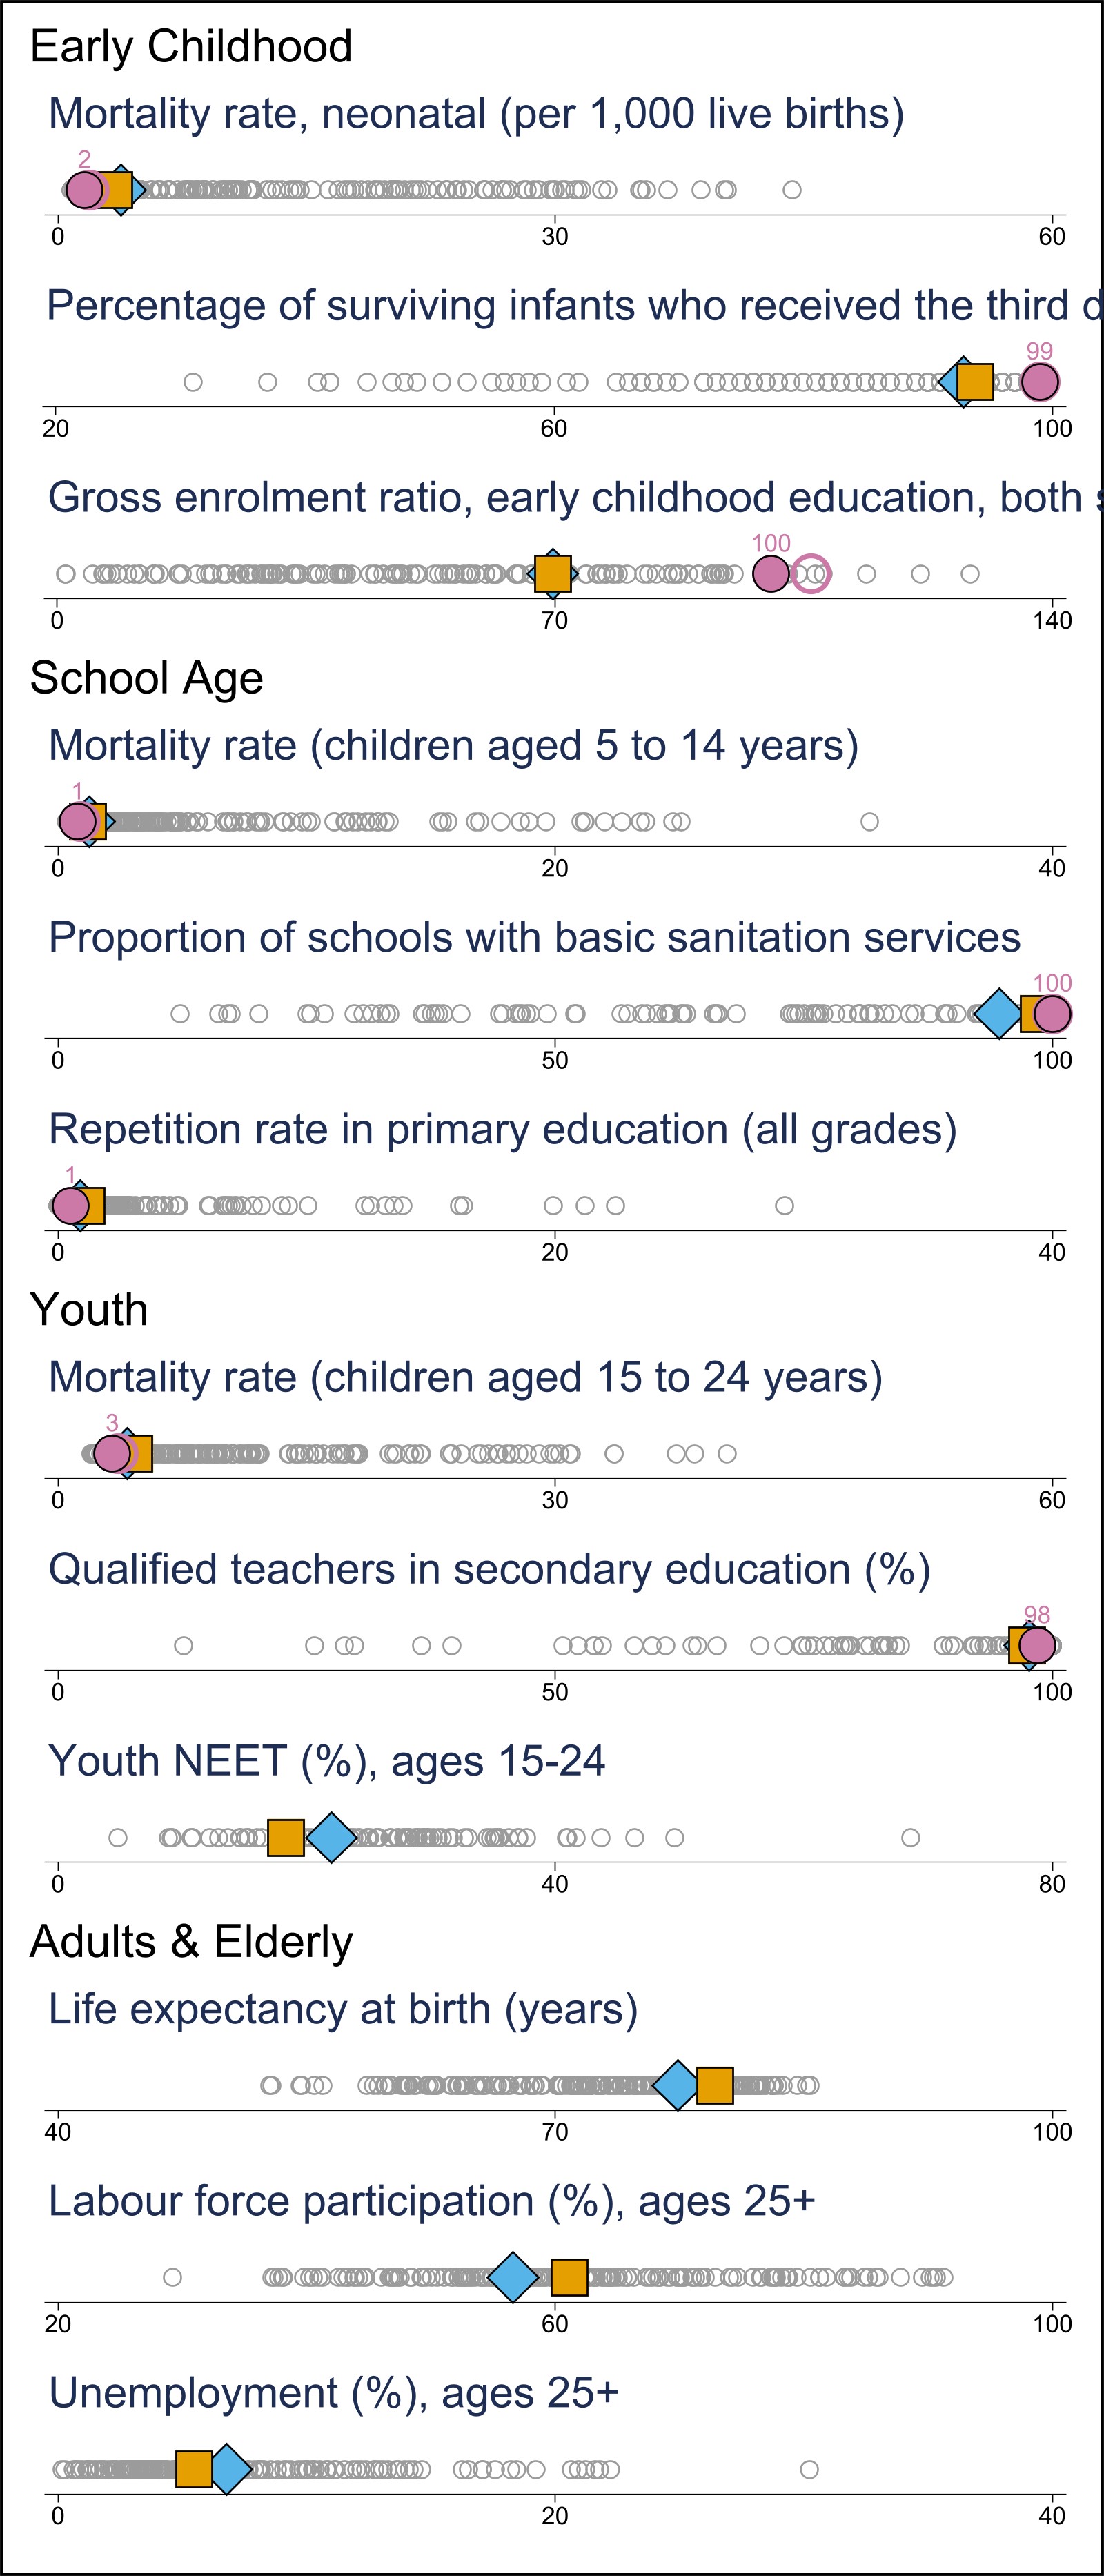 Early Childhood
Mortality rate, neonatal (per 1,000 live births)
2
0 30 60
Percentage of surviving infants who received the third d
99
20 60 100
Gross enrolment ratio, early childhood education, both s
100
0 70 140
School Age
Mortality rate (children aged 5 to 14 years)
1
0 20 40
Proportion of schools with basic sanitation services
100
0 50 100
Repetition rate in primary education (all grades)
1
0 20 40
Youth
Mortality rate (children aged 15 to 24 years)
3
0 30 60
Qualified teachers in secondary education (%)
98
0 50 100
Youth NEET (%), ages 15-24
0 40 80
Adults & Elderly
Life expectancy at birth (years)
40 70 100
Labour force participation (%), ages 25+
20 60 100
Unemployment (%), ages 25+
0 20 40